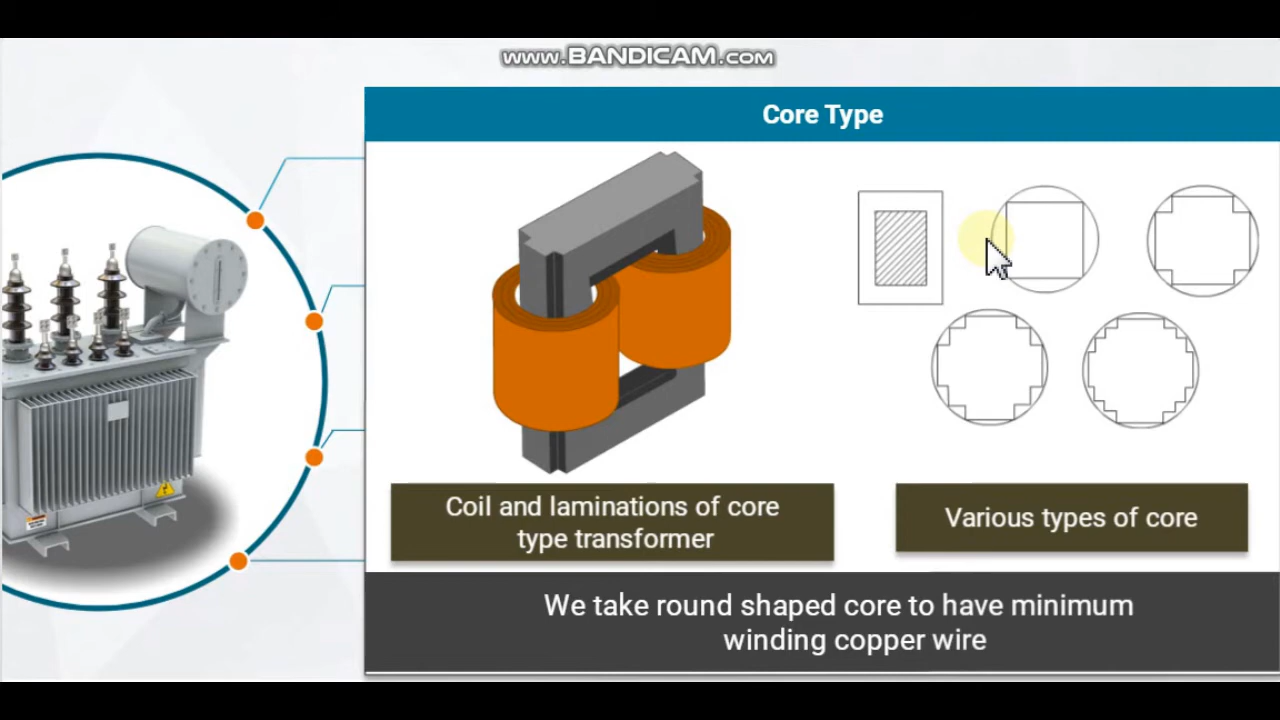 www.BANDICAM.com
Core Type
Coil and laminations of core
type transformer
Various types of core
We take round shaped core to have minimum
winding copper wire